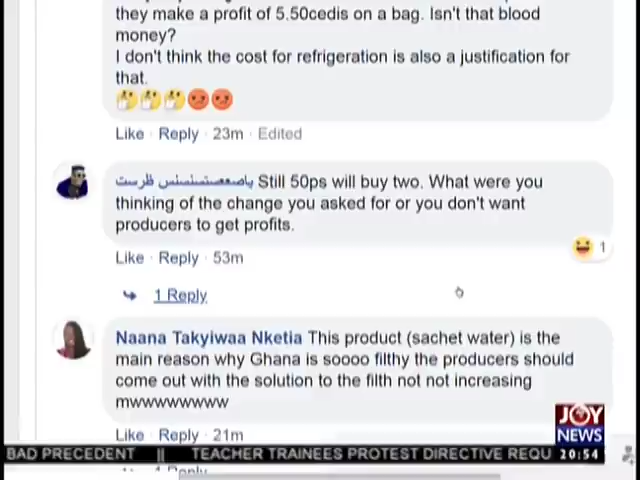 they make a profit of 5.50cedis on a bag. Isn't that blood
money?
I don't think the cost for refrigeration is also a justification for
that.
Like · Reply · 23m · Edited
Still 50ps will buy two. What were you
thinking of the change you asked for or you don't want
producers to get profits.
1
Like · Reply · 53m
1 Reply
Naana Takyiwaa Nketia This product (sachet water) is the
main reason why Ghana is soooo filthy the producers should
come out with the solution to the filth not not increasing
mwwwwwwww
Like · Reply · 21m
JOY
NEWS
BAD PRECEDENT || TEACHER TRAINEES PROTEST DIRECTIVE REQU 20:54